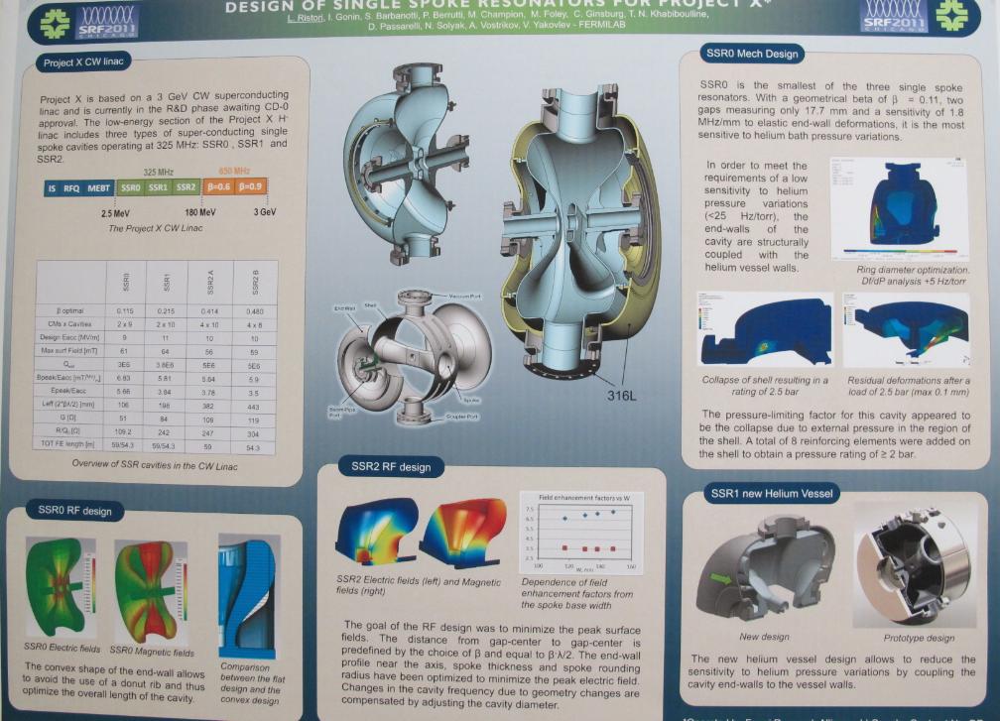 DESIGN OF SINGLE SPOKE RESONATORS FOR PROJECT X*
L. Ristori, I. Gonin, S. Barbanotti, P. Berrutti, M. Champion, M. Foley, C. Ginsburg, T. N. Khabiboulline,
D. Passarelli, N. Solyak, A. Vostrikov, V. Yakovlev - FERMILAB
SRF2011
CHICAGO
SRF2011
CHICAGO
Project X CW linac
Project X is based on a 3 GeV CW superconducting
linac and is currently in the R&D phase awaiting CD-0
approval. The low-energy section of the Project X H-
linac includes three types of super-conducting single
spoke cavities operating at 325 MHz: SSR0 , SSR1 and
SSR2.
325 MHz 650 MHz
IS RFQ MEBT SSR0 SSR1 SSR2 β=0.6 β=0.9
2.5 MeV 180 MeV 3 GeV
The Project X CW Linac
SSR0 SSR1 SSR2 A SSR2 B
β optimal 0.115 0.215 0.414 0.480
CMs x Cavities 2 x 9 2 x 10 4 x 10 4 x 8
Design Eacc [MV/m] 9 11 10 10
Max surf Field [mT] 61 64 56 59
3E6 3.8E6 5E6 5E6
Bpeak/Eacc 6.83 5.81 5.64 5.9
Epeak/Eacc 5.66 3.84 3.78 3.5
Leff (2*βλ/2) [mm] 106 198 382 443
G [Ω] 51 84 109 119
R/Q₀ [Ω] 109.2 242 247 304
TOT FE length [m] 59/54.3 59/54.3 59 54.3
Overview of SSR cavities in the CW Linac
SSR0 RF design
SSR0 Electric fields SSR0 Magnetic fields
The convex shape of the end-wall allows
to avoid the use of a donut rib and thus
optimize the overall length of the cavity.
Comparison
between the flat
design and the
convex design
End Wall
Shell
Vacuum Port
Beam Pipe
Port
Spoke
Coupler Port
316L
SSR2 RF design
SSR2 Electric fields (left) and Magnetic
fields (right)
Field enhancement factors vs W
7.5
6.5
5.5
4.5
3.5
2.5
100 120 140 160
W, mm
Dependence of field
enhancement factors from
the spoke base width
The goal of the RF design was to minimize the peak surface
fields. The distance from gap-center to gap-center is
predefined by the choice of β and equal to β·λ/2. The end-wall
profile near the axis, spoke thickness and spoke rounding
radius have been optimized to minimize the peak electric field.
Changes in the cavity frequency due to geometry changes are
compensated by adjusting the cavity diameter.
SSR0 Mech Design
SSR0 is the smallest of the three single spoke
resonators. With a geometrical beta of β = 0.11, two
gaps measuring only 17.7 mm and a sensitivity of 1.8
MHz/mm to elastic end-wall deformations, it is the most
sensitive to helium bath pressure variations.
In order to meet the
requirements of a low
sensitivity to helium
pressure variations
(<25 Hz/torr), the
end-walls of the
cavity are structurally
coupled with the
helium vessel walls.
Ring diameter optimization.
Df/dP analysis +5 Hz/torr
Collapse of shell resulting in a
rating of 2.5 bar
Residual deformations after a
load of 2.5 bar (max 0.1 mm)
The pressure-limiting factor for this cavity appeared to
be the collapse due to external pressure in the region of
the shell. A total of 8 reinforcing elements were added on
the shell to obtain a pressure rating of ≥ 2 bar.
SSR1 new Helium Vessel
New design
Prototype design
The new helium vessel design allows to reduce the
sensitivity to helium pressure variations by coupling the
cavity end-walls to the vessel walls.